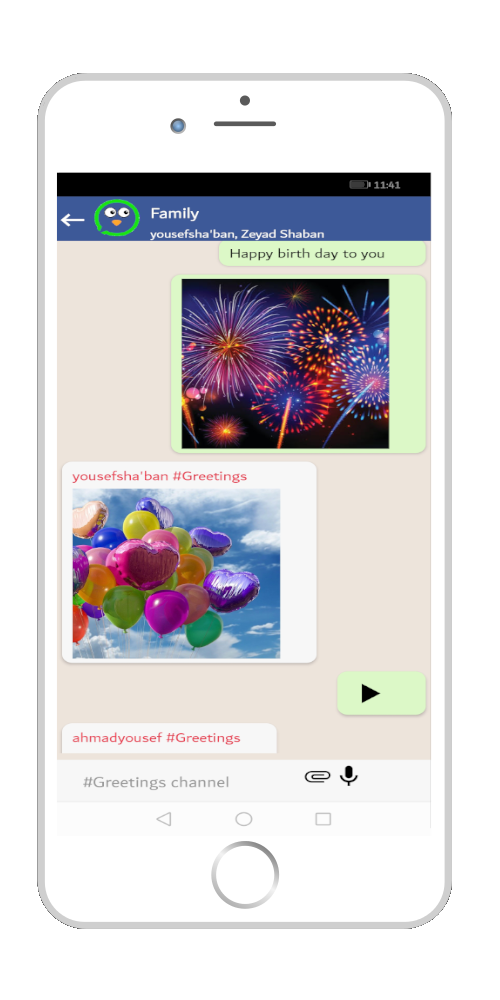 11:41
Family
yousefsha'ban, Zeyad Shaban
Happy birth day to you
yousefsha'ban #Greetings
ahmadyousef #Greetings
#Greetings channel